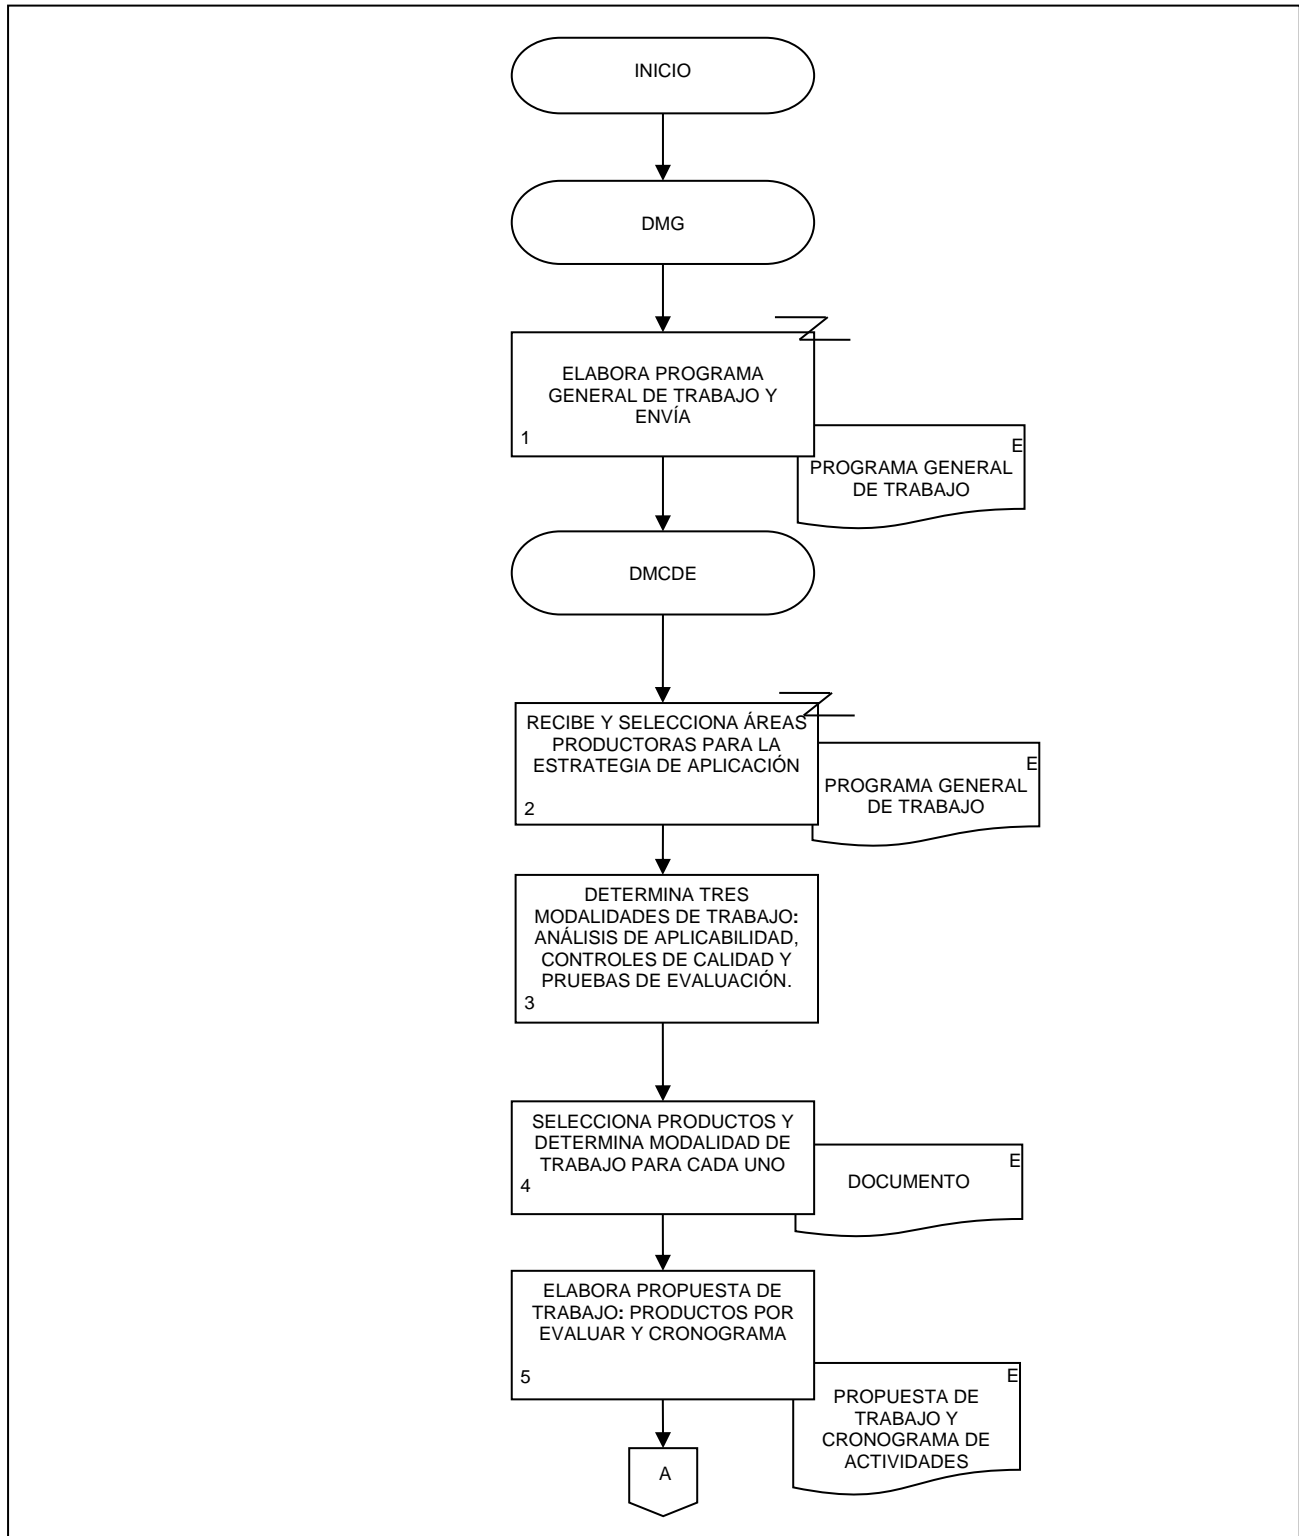 INICIO
DMG
ELABORA PROGRAMA
GENERAL DE TRABAJO Y
ENVÍA
1
E
PROGRAMA GENERAL
DE TRABAJO
DMCDE
RECIBE Y SELECCIONA ÁREAS
PRODUCTORAS PARA LA
ESTRATEGIA DE APLICACIÓN
2
E
PROGRAMA GENERAL
DE TRABAJO
DETERMINA TRES
MODALIDADES DE TRABAJO:
ANÁLISIS DE APLICABILIDAD,
CONTROLES DE CALIDAD Y
PRUEBAS DE EVALUACIÓN.
3
SELECCIONA PRODUCTOS Y
DETERMINA MODALIDAD DE
TRABAJO PARA CADA UNO
4
E
DOCUMENTO
ELABORA PROPUESTA DE
TRABAJO: PRODUCTOS POR
EVALUAR Y CRONOGRAMA
5
E
PROPUESTA DE
TRABAJO Y
CRONOGRAMA DE
ACTIVIDADES
A